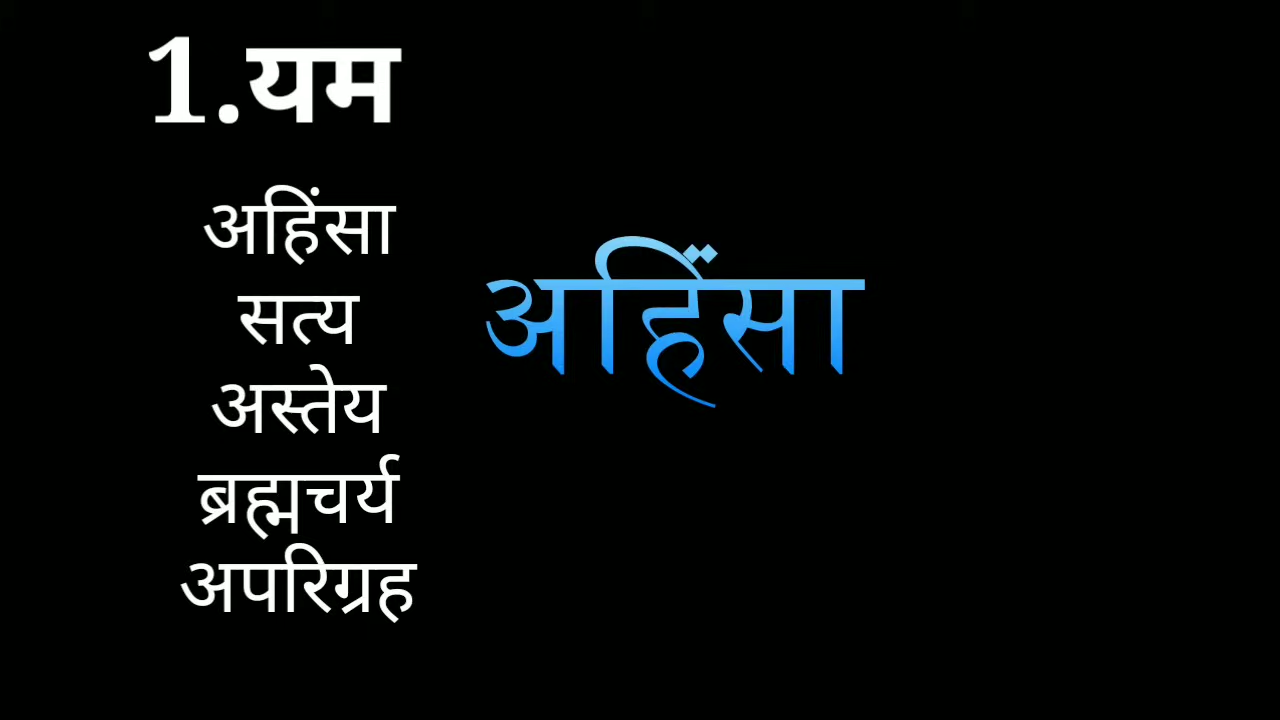 1.यम
अहिंसा
सत्य
अस्तेय
ब्रह्मचर्य
अपरिग्रह
अहिंसा